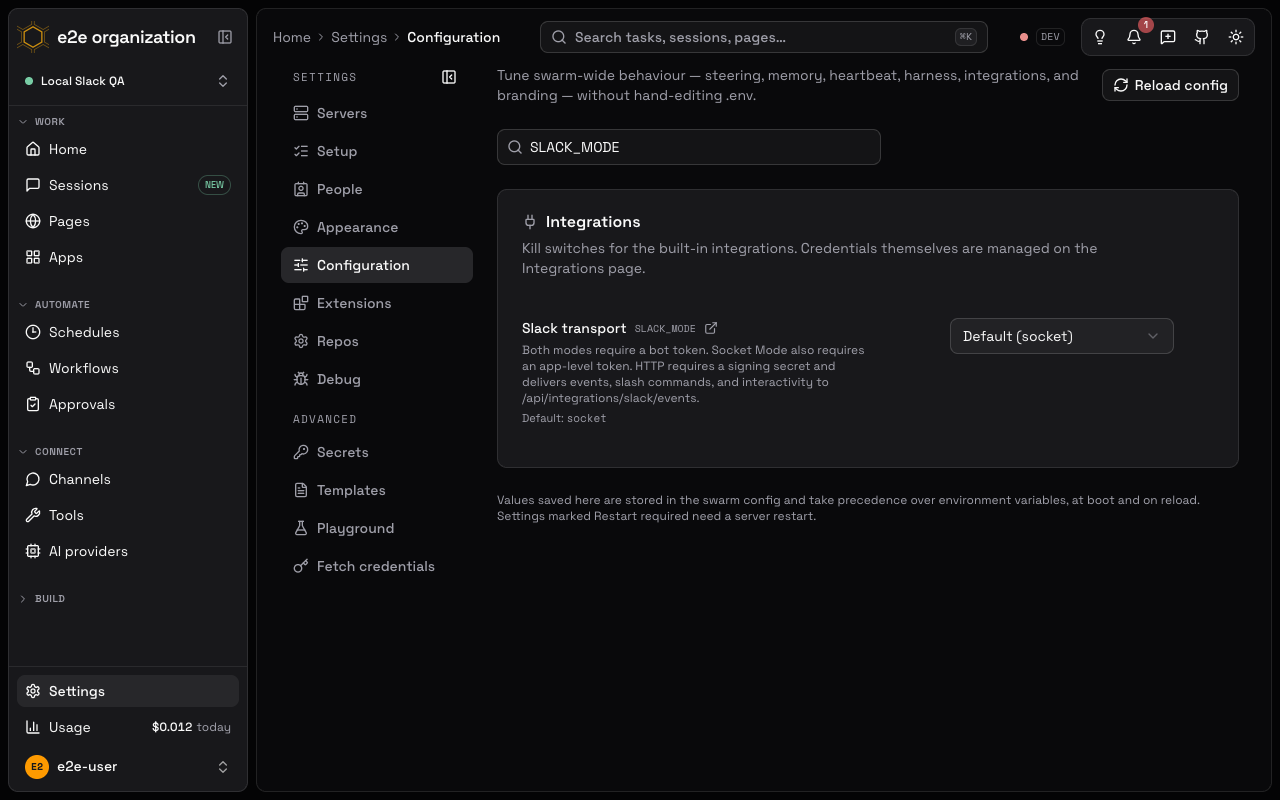 e2e organization
Local Slack QA
WORK
Home
Sessions NEW
Pages
Apps
AUTOMATE
Schedules
Workflows
Approvals
CONNECT
Channels
Tools
AI providers
BUILD
Settings
Usage $0.012 today
E2 e2e-user
Home > Settings > Configuration
Search tasks, sessions, pages... ⌘K
DEV
1
SETTINGS
Servers
Setup
People
Appearance
Configuration
Extensions
Repos
Debug
ADVANCED
Secrets
Templates
Playground
Fetch credentials
Tune swarm-wide behaviour — steering, memory, heartbeat, harness, integrations, and
branding — without hand-editing .env.
Reload config
SLACK_MODE
Integrations
Kill switches for the built-in integrations. Credentials themselves are managed on the
Integrations page.
Slack transport SLACK_MODE
Both modes require a bot token. Socket Mode also requires
an app-level token. HTTP requires a signing secret and
delivers events, slash commands, and interactivity to
/api/integrations/slack/events.
Default: socket
Default (socket)
Values saved here are stored in the swarm config and take precedence over environment variables, at boot and on reload.
Settings marked Restart required need a server restart.